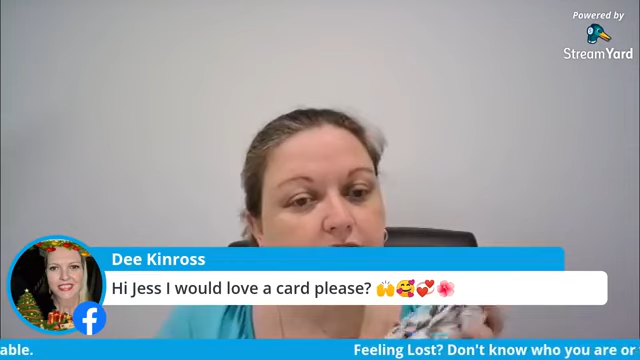 Powered by
StreamYard
Dee Kinross
Hi Jess I would love a card please? 🙌🥰💞🌸
able.
Feeling Lost? Don't know who you are or